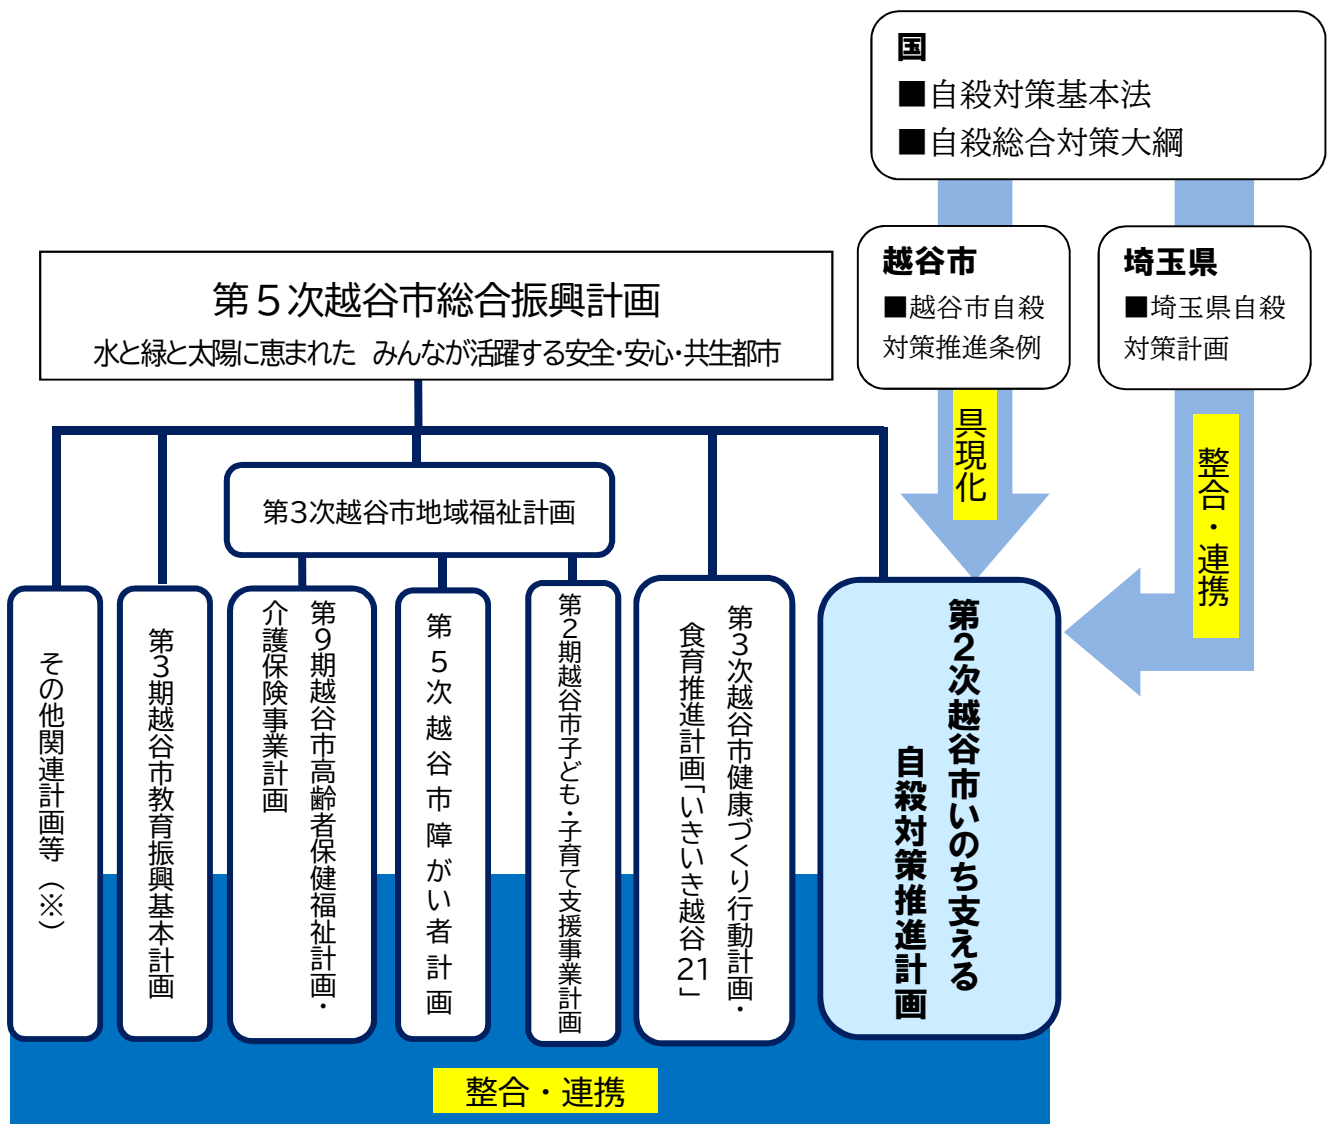 国
■自殺対策基本法
■自殺総合対策大綱
越谷市
■越谷市自殺
対策推進条例
埼玉県
■埼玉県自殺
対策計画
第５次越谷市総合振興計画
水と緑と太陽に恵まれた　みんなが活躍する安全・安心・共生都市
具現化
整合・連携
第3次越谷市地域福祉計画
第２次越谷市いのち支える
自殺対策推進計画
第３次越谷市健康づくり行動計画・
食育推進計画「いきいき越谷21」
第２期越谷市子ども・子育て支援事業計画
第５次越谷市障がい者計画
第９期越谷市高齢者保健福祉計画・
介護保険事業計画
第３期越谷市教育振興基本計画
その他関連計画等（※）
整合・連携